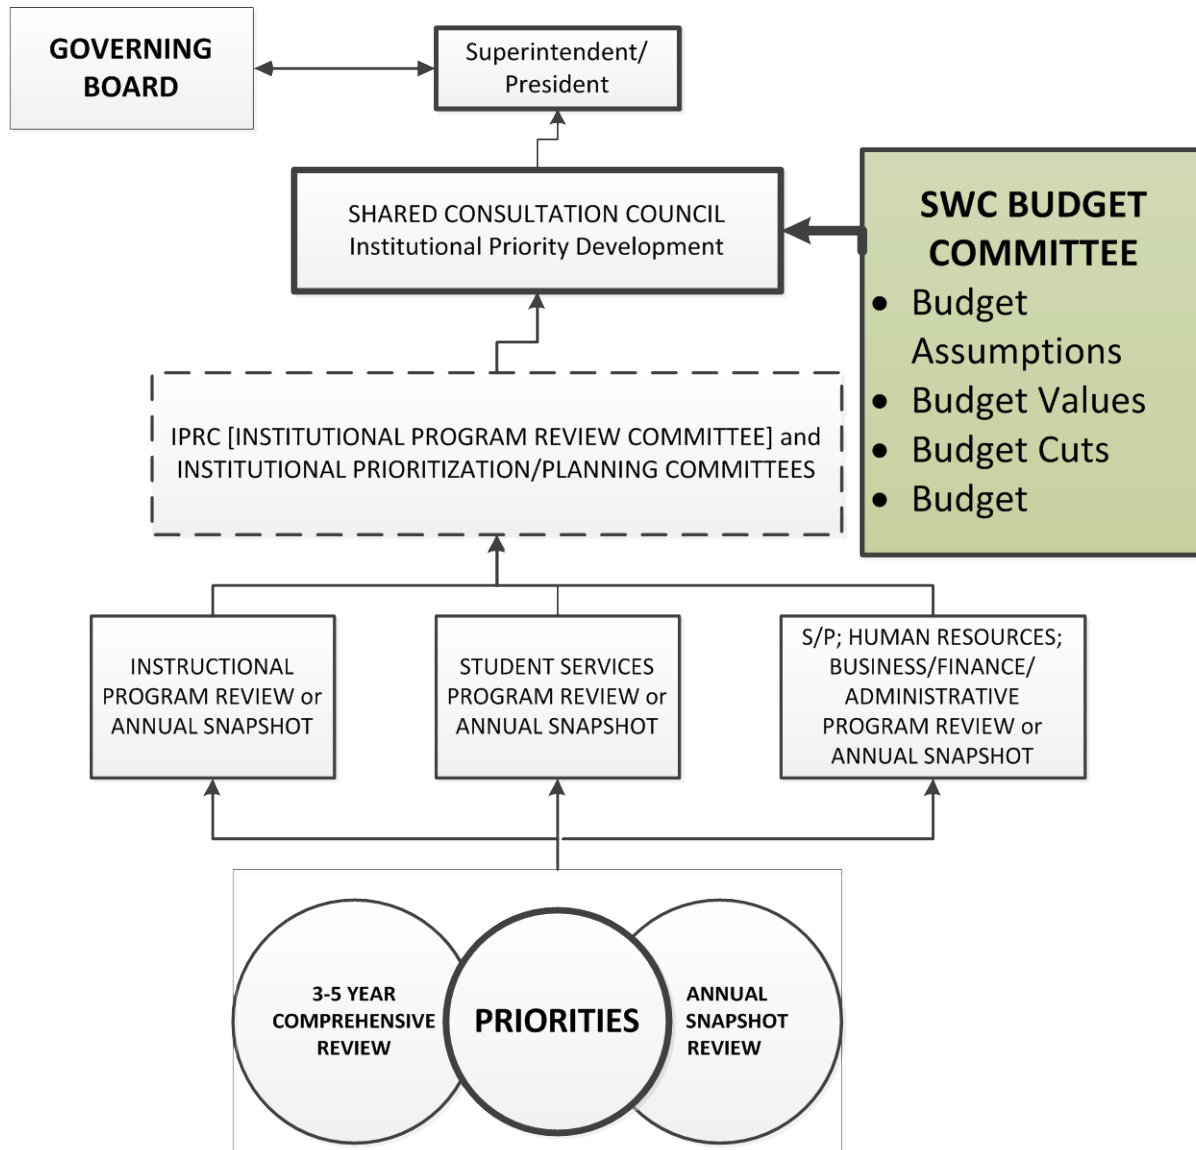 GOVERNING
BOARD
Superintendent/
President
SHARED CONSULTATION COUNCIL
Institutional Priority Development
SWC BUDGET
COMMITTEE
• Budget
Assumptions
• Budget Values
• Budget Cuts
• Budget
IPRC [INSTITUTIONAL PROGRAM REVIEW COMMITTEE] and
INSTITUTIONAL PRIORITIZATION/PLANNING COMMITTEES
INSTRUCTIONAL
PROGRAM REVIEW or
ANNUAL SNAPSHOT
STUDENT SERVICES
PROGRAM REVIEW or
ANNUAL SNAPSHOT
S/P; HUMAN RESOURCES;
BUSINESS/FINANCE/
ADMINISTRATIVE
PROGRAM REVIEW or
ANNUAL SNAPSHOT
3-5 YEAR
COMPREHENSIVE
REVIEW
PRIORITIES
ANNUAL
SNAPSHOT
REVIEW